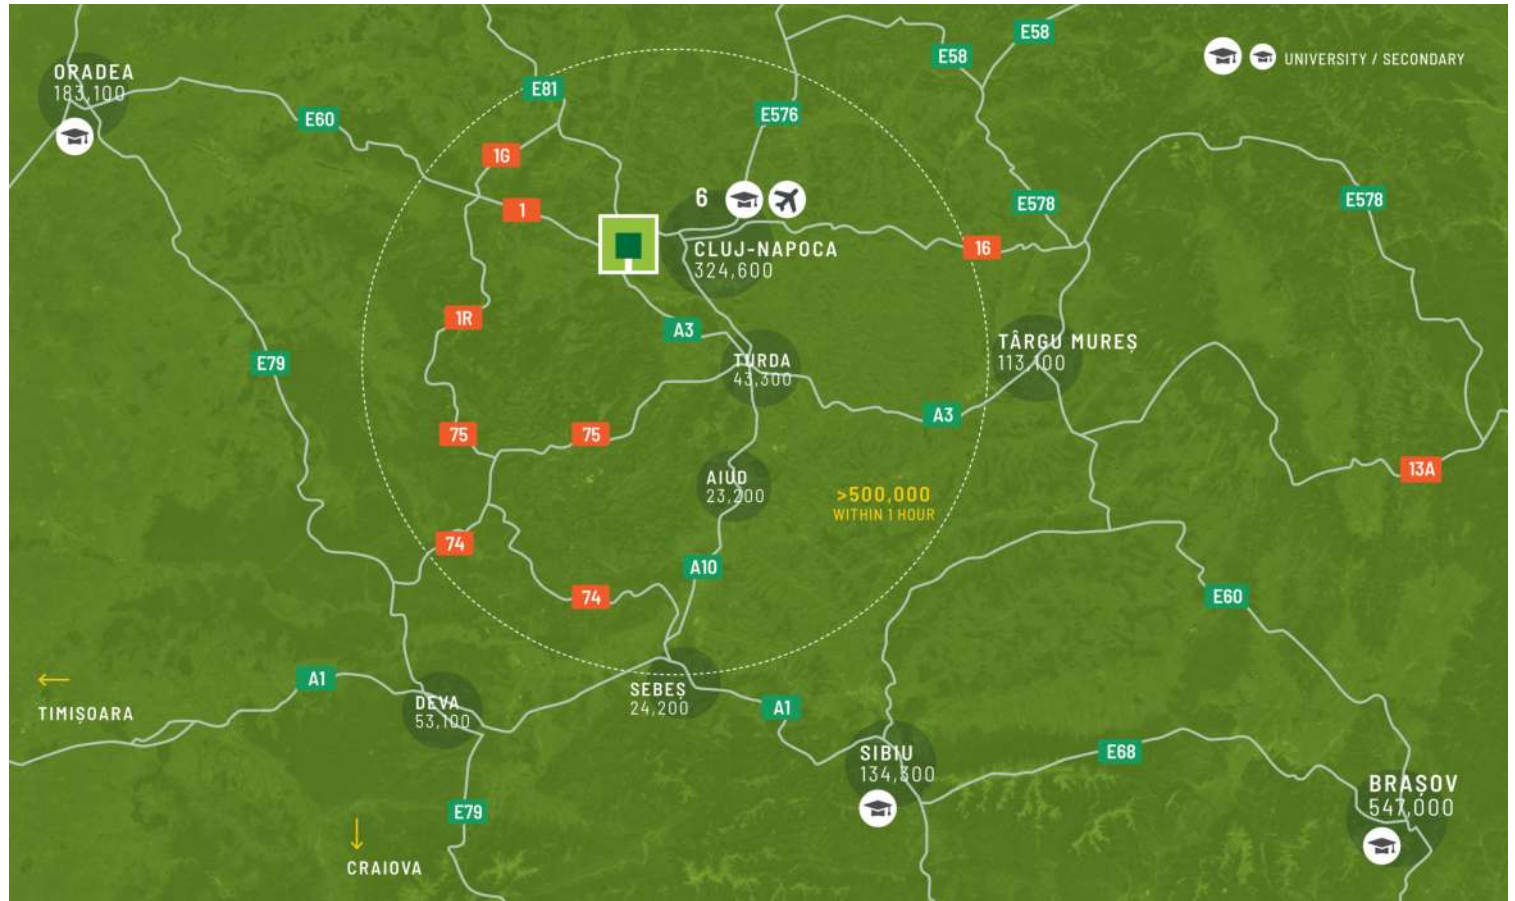 ORADEA
183,100
E60
E81
E576
E58
E58
UNIVERSITY / SECONDARY
1G
1
6
CLUJ-NAPOCA
324,600
E578
16
E578
1R
A3
E79
TURDA
43,300
TÂRGU MUREȘ
113,100
A3
75
75
13A
AIUD
23,200
>500,000
WITHIN 1 HOUR
74
A10
74
E60
A1
TIMIȘOARA
DEVA
53,100
SEBEȘ
24,200
A1
SIBIU
134,300
E68
BRAȘOV
547,000
E79
CRAIOVA